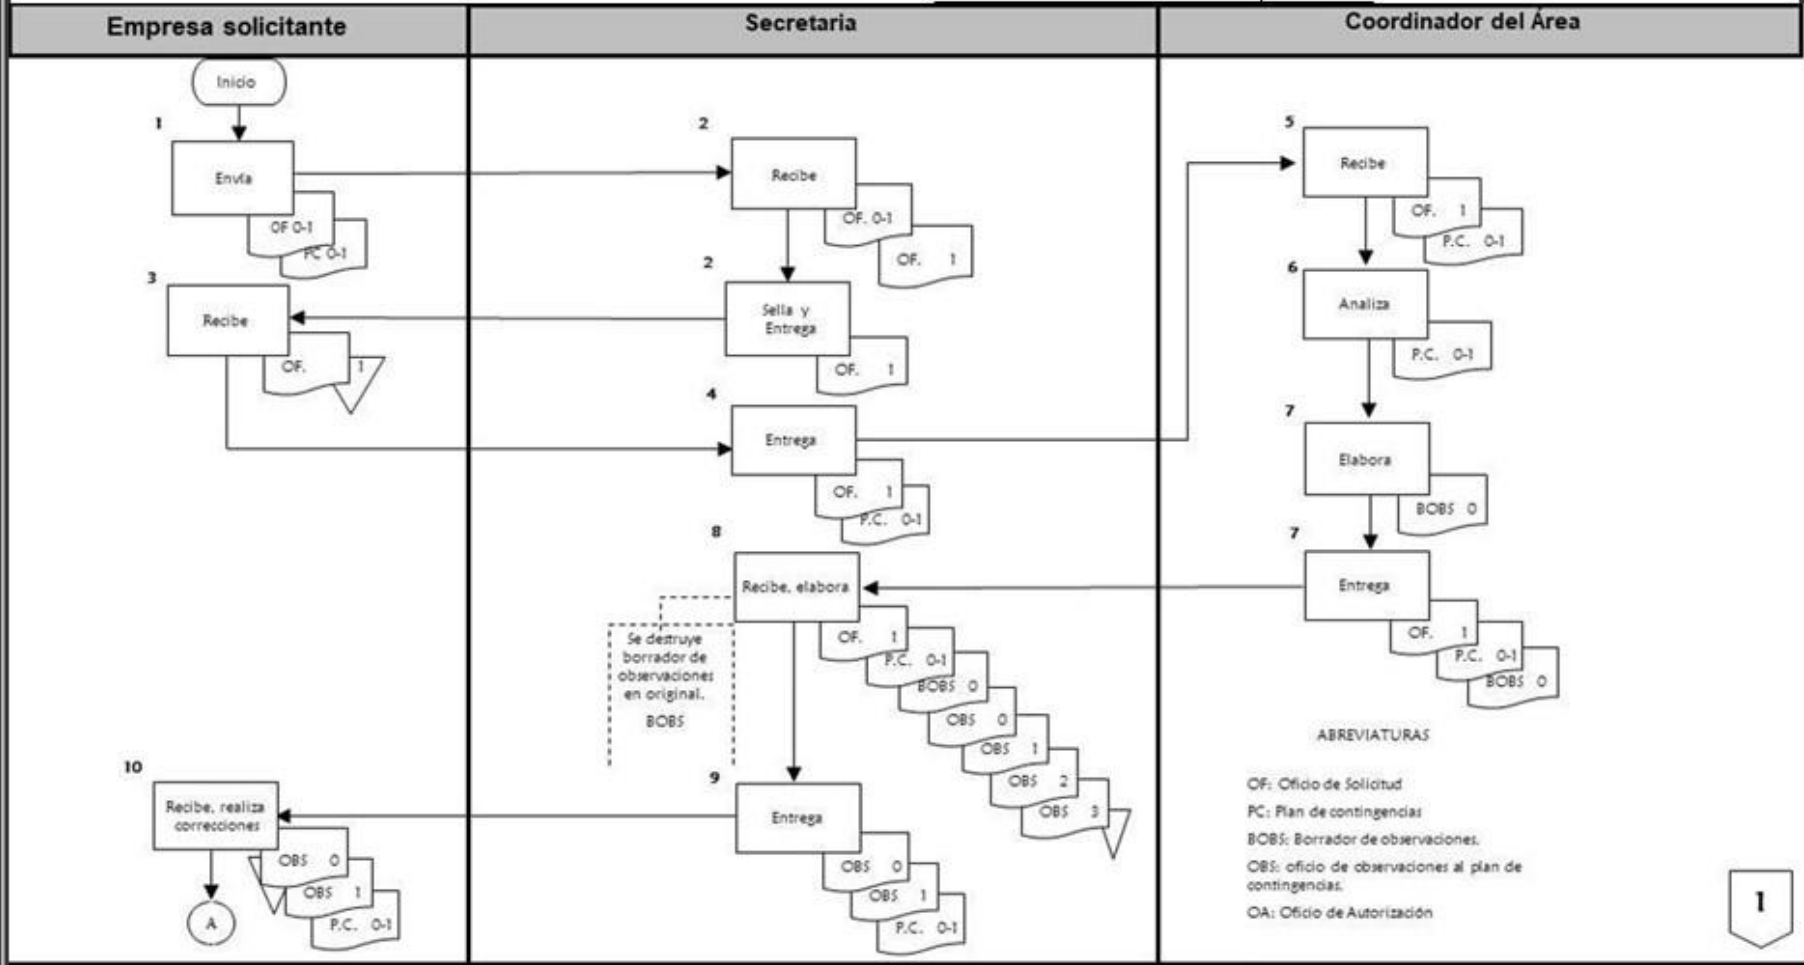 Empresa solicitante
Secretaria
Coordinador del Área
Inicio
1
Envía
OF 0-1
PC 0-1
2
Recibe
OF. 0-1
OF. 1
5
Recibe
OF. 1
P.C. 0-1
3
Recibe
OF. 1
2
Sella y
Entrega
OF. 1
6
Analiza
P.C. 0-1
4
Entrega
OF. 1
P.C. 0-1
7
Elabora
BOBS 0
8
Recibe, elabora
OF. 1
P.C. 0-1
BOBS 0
OBS 0
OBS 1
OBS 2
OBS 3
Se destruye
borrador de
observaciones
en original.
BOBS
7
Entrega
OF. 1
P.C. 0-1
BOBS 0
10
Recibe, realiza
correcciones
OBS 0
OBS 1
P.C. 0-1
A
9
Entrega
OBS 0
OBS 1
P.C. 0-1
ABREVIATURAS
OF: Oficio de Solicitud
PC: Plan de contingencias
BOBS: Borrador de observaciones.
OBS: oficio de observaciones al plan de
contingencias.
OA: Oficio de Autorización
1